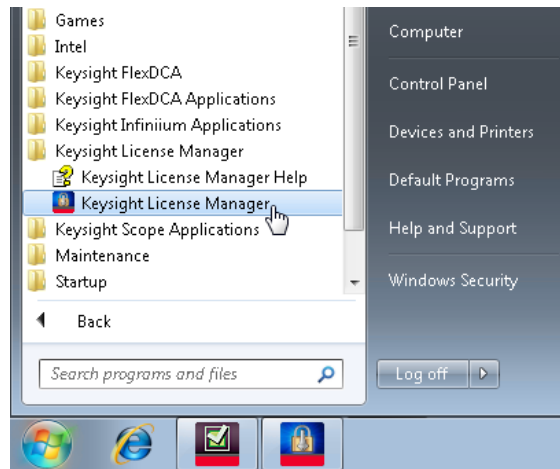 Games
Intel
Keysight FlexDCA
Keysight FlexDCA Applications
Keysight Infiniium Applications
Keysight License Manager
Keysight License Manager Help
Keysight License Manager
Keysight Scope Applications
Maintenance
Startup
Back
Search programs and files
Computer
Control Panel
Devices and Printers
Default Programs
Help and Support
Windows Security
Log off